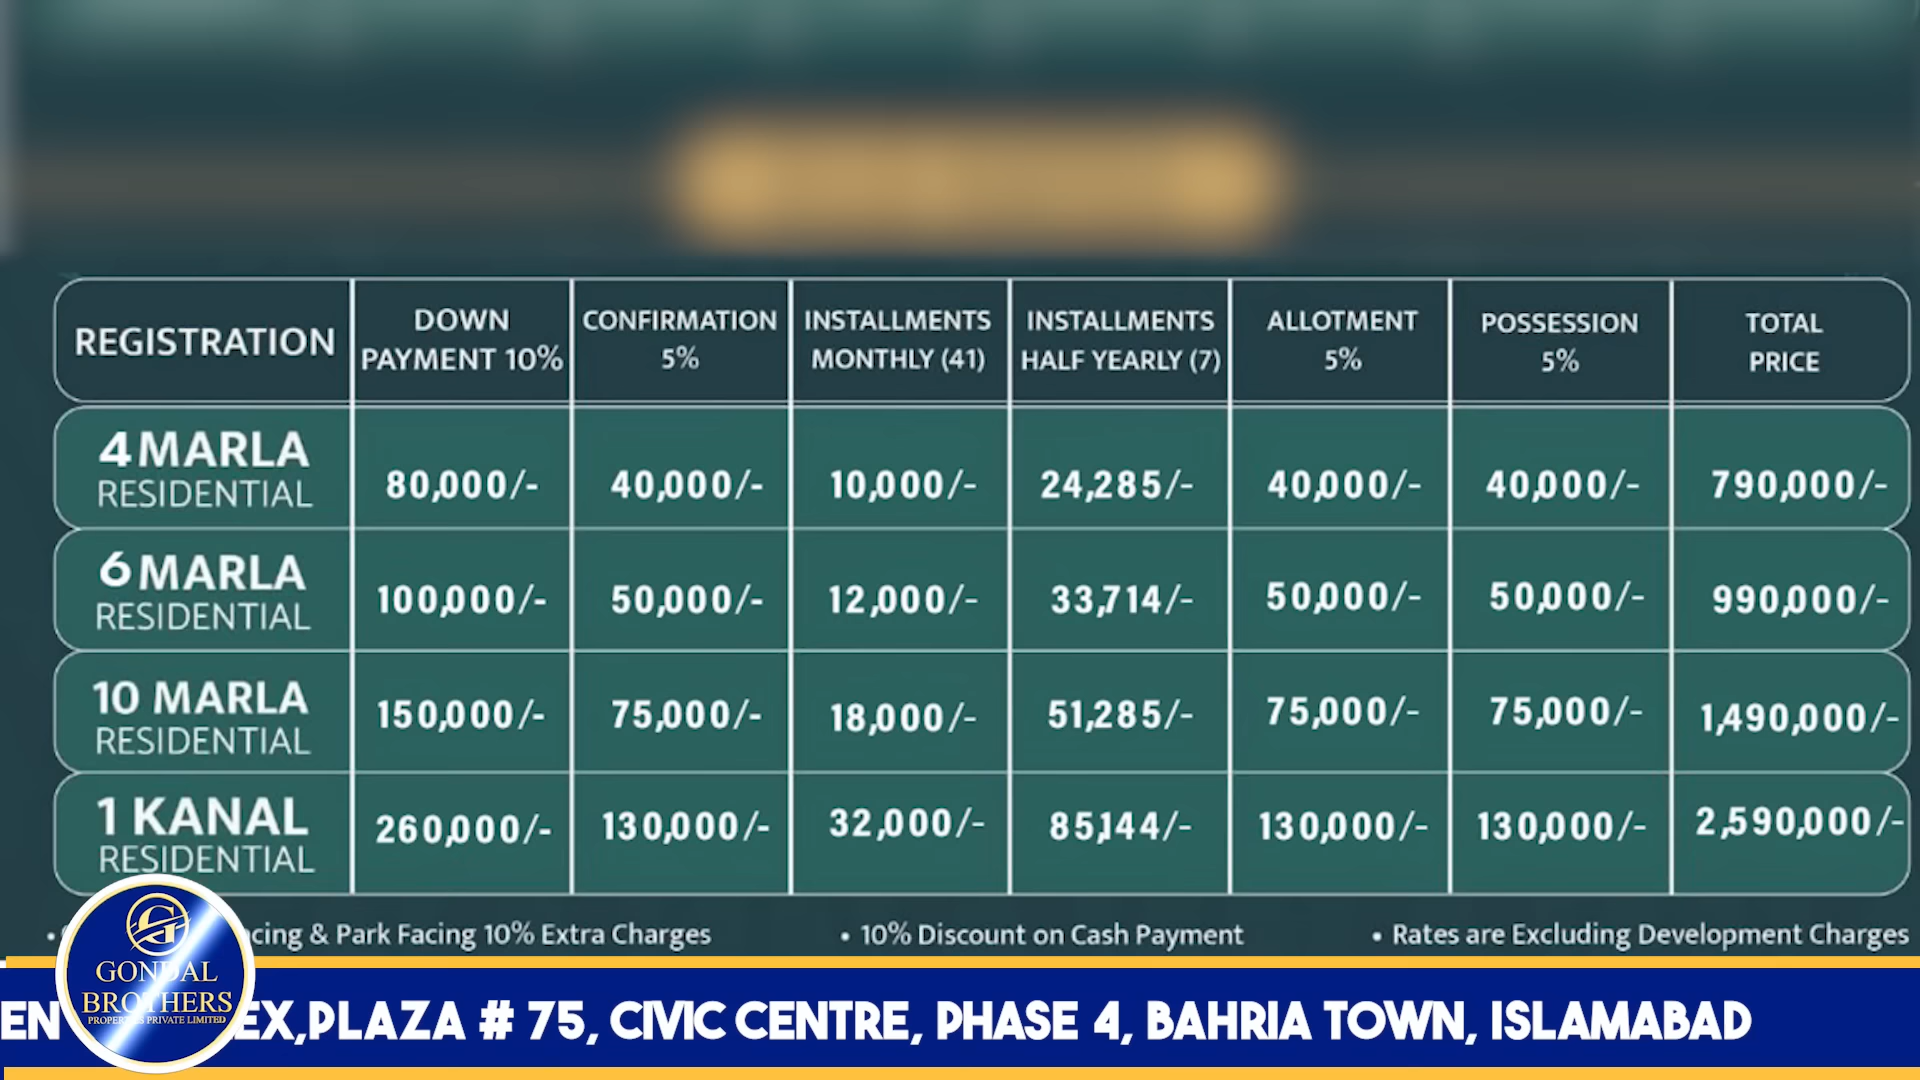 REGISTRATION
DOWN
PAYMENT 10%
CONFIRMATION
5%
INSTALLMENTS
MONTHLY (41)
INSTALLMENTS
HALF YEARLY (7)
ALLOTMENT
5%
POSSESSION
5%
TOTAL
PRICE
4 MARLA
RESIDENTIAL
80,000/-
40,000/-
10,000/-
24,285/-
40,000/-
40,000/-
790,000/-
6 MARLA
RESIDENTIAL
100,000/-
50,000/-
12,000/-
33,714/-
50,000/-
50,000/-
990,000/-
10 MARLA
RESIDENTIAL
150,000/-
75,000/-
18,000/-
51,285/-
75,000/-
75,000/-
1,490,000/-
1 KANAL
RESIDENTIAL
260,000/-
130,000/-
32,000/-
85,144/-
130,000/-
130,000/-
2,590,000/-
& Park Facing 10% Extra Charges
• 10% Discount on Cash Payment
• Rates are Excluding Development Charges
GONDAL
BROTHERS
PROPERTIES PRIVATE LIMITED
PLAZA # 75, CIVIC CENTRE, PHASE 4, BAHRIA TOWN, ISLAMABAD